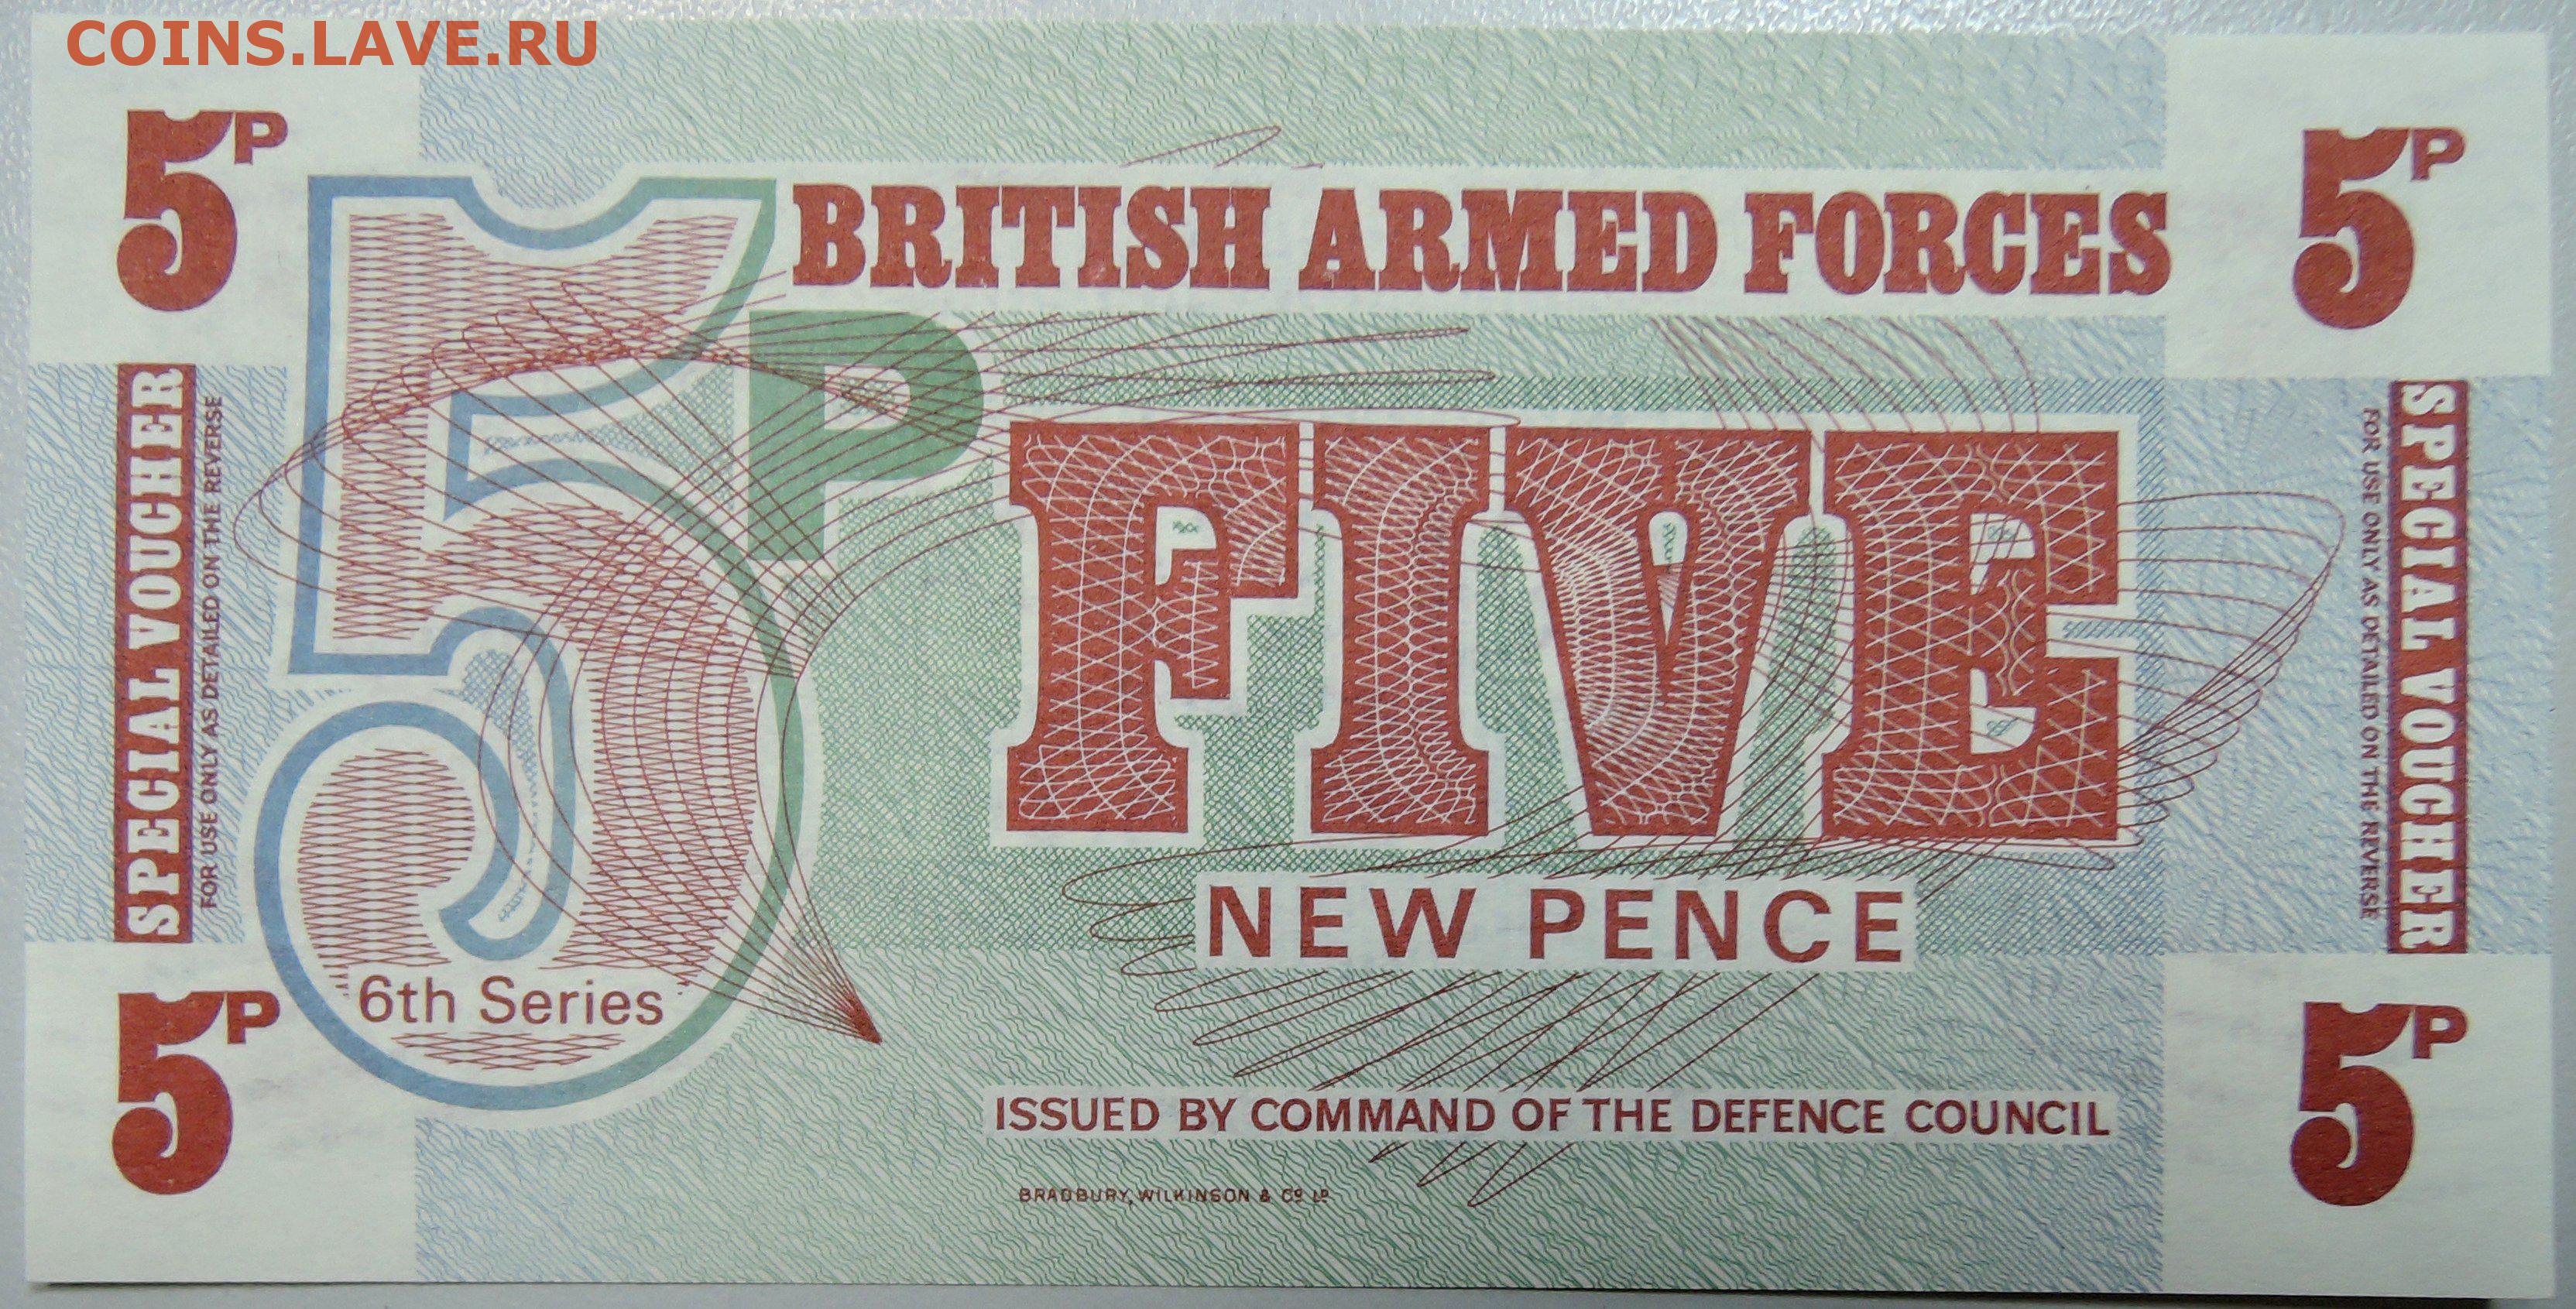 COINS.LAVE.RU
5P
5P
BRITISH ARMED FORCES
5P
SPECIAL VOUCHER
FOR USE ONLY AS DETAILED ON THE REVERSE
FIVE
NEW PENCE
6th Series
SPECIAL VOUCHER
FOR USE ONLY AS DETAILED ON THE REVERSE
5P
5P
ISSUED BY COMMAND OF THE DEFENCE COUNCIL
BRADBURY, WILKINSON & Cº Lº